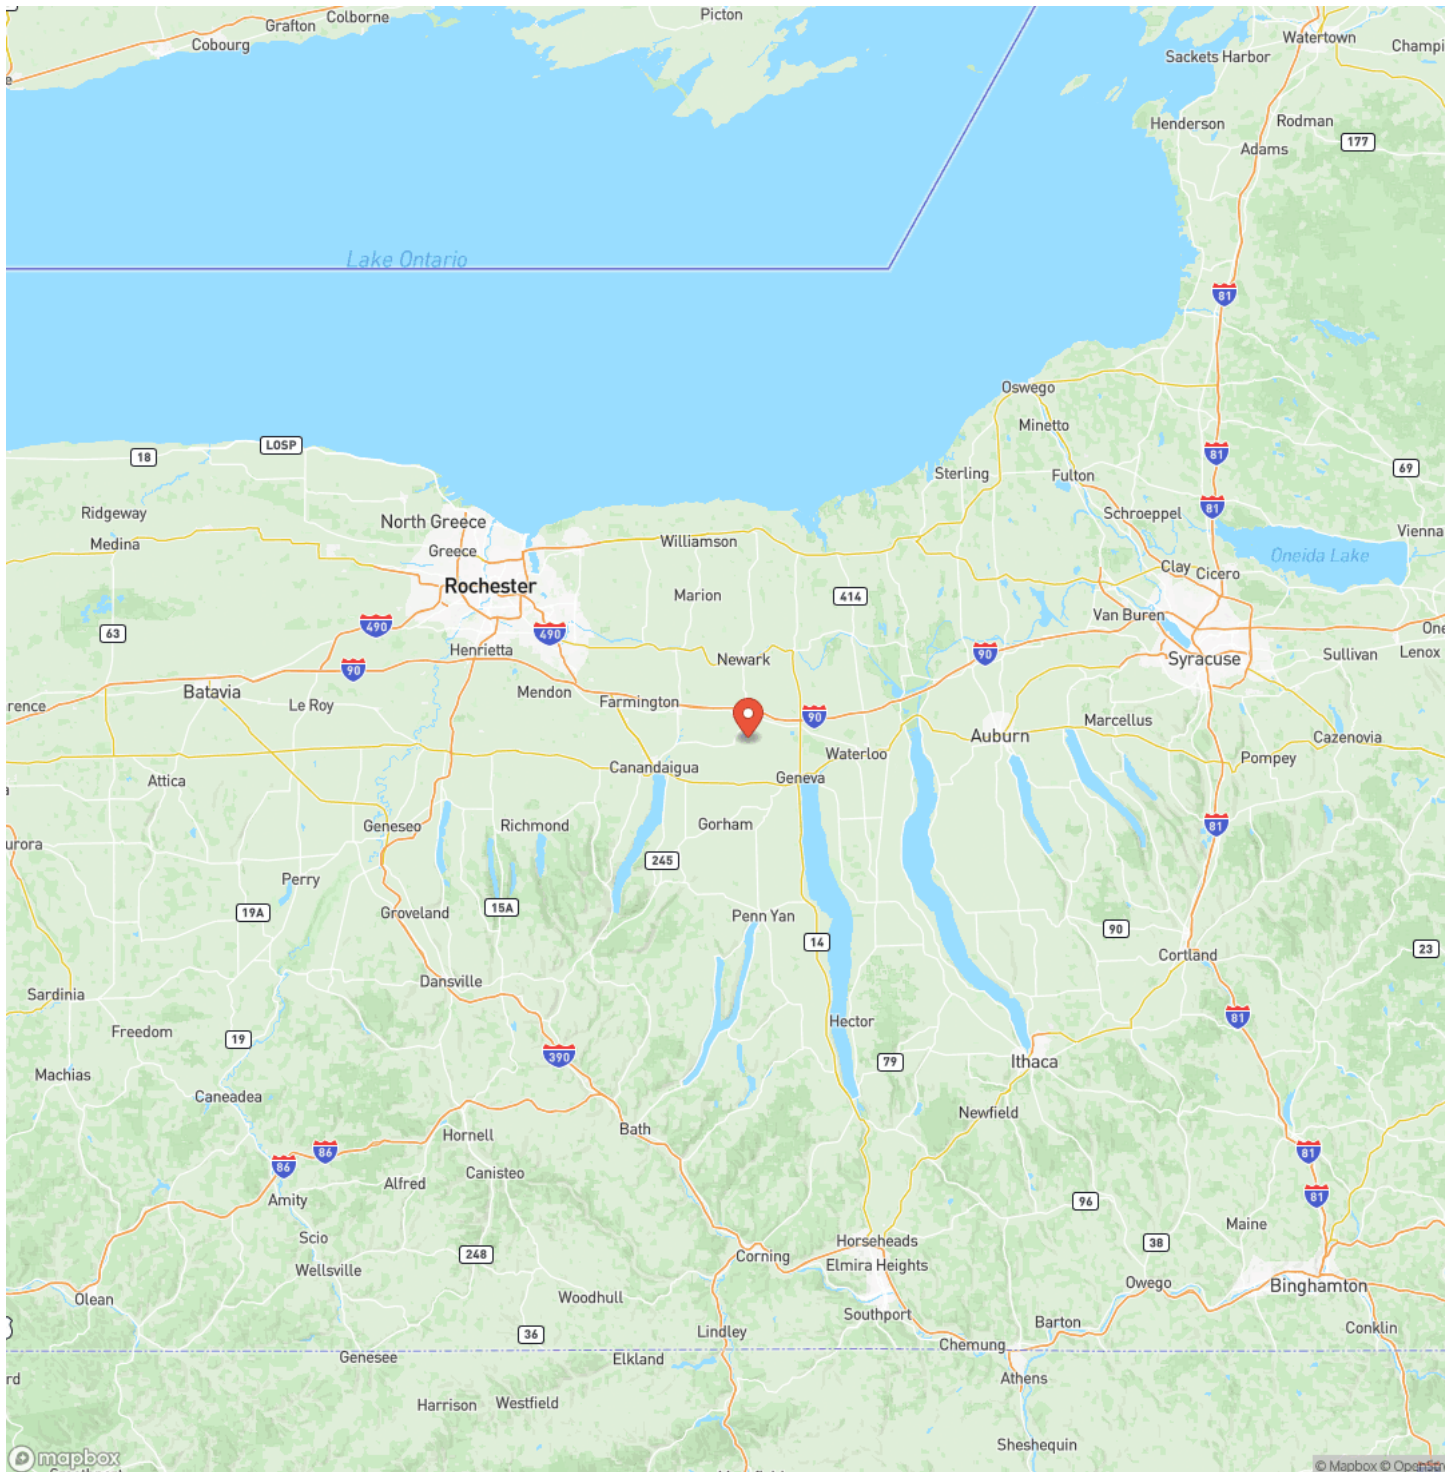 Picton
Colborne
Grafton
Cobourg
Watertown
Sackets Harbor
Champi
Henderson
Rodman
Adams
177
Lake Ontario
81
Oswego
Minetto
LOSP
18
81
69
Sterling
Fulton
81
Ridgeway
North Greece
Schroeppel
Vienna
Medina
Greece
Williamson
Oneida Lake
Clay
Cicero
Rochester
Marion
414
Van Buren
63
490
490
One
Henrietta
90
Newark
90
Syracuse
Sullivan
Lenox
Batavia
Mendon
rence
Le Roy
Farmington
90
Marcellus
Auburn
Cazenovia
Waterloo
Pompey
Attica
Canandaigua
Geneva
Geneseo
Richmond
Gorham
81
urora
245
Perry
19A
Groveland
15A
Penn Yan
90
14
23
Cortland
Dansville
Sardinia
Freedom
Hector
81
19
390
79
Ithaca
Machias
Caneadea
Newfield
Bath
Hornell
86
86
81
Canisteo
Alfred
81
Amity
96
Maine
Scio
248
Corning
Horseheads
38
Wellsville
Elmira Heights
Owego
Binghamton
Olean
Woodhull
Southport
36
Lindley
Barton
Conklin
Chemung
Genesee
Elkland
rd
Athens
Harrison
Westfield
Sheshequin
mapbox
© Mapbox © OpenStre